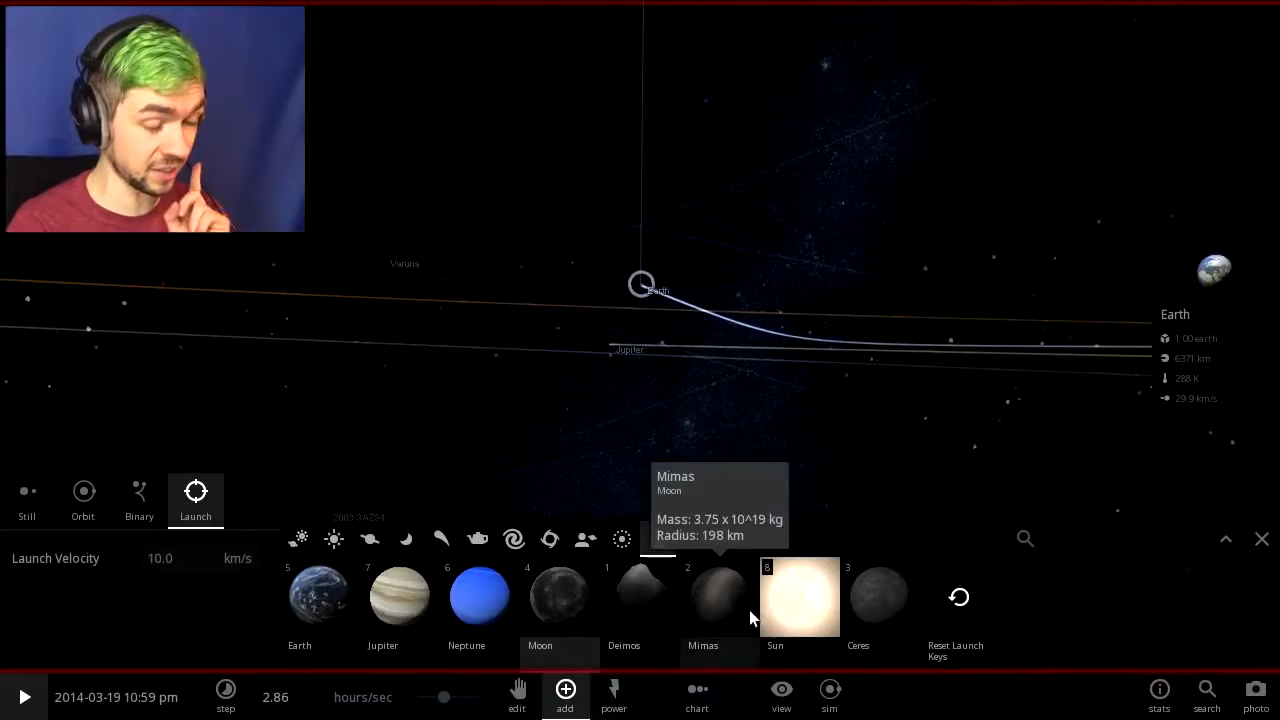 Varuna
Earth
Jupiter
Earth
1.00 earth
6371 km
288 K
29.9 km/s
Mimas
Moon
Mass: 3.75 x 10^19 kg
Radius: 198 km
Still
Orbit
Binary
Launch
2003 3AZ84
Launch Velocity 10.0 km/s
5 7 6 4 1 2 8 3
Earth Jupiter Neptune Moon Deimos Mimas Sun Ceres Reset Launch
Keys
2014-03-19 10:59 pm step 2.86 hours/sec edit add power chart view sim stats search photo